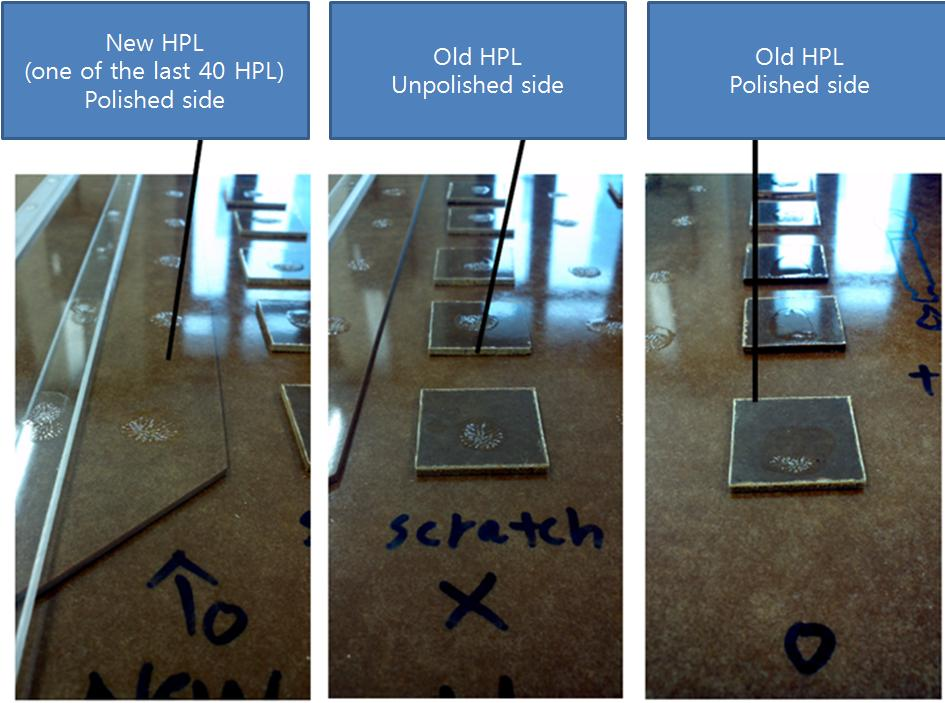 New HPL
(one of the last 40 HPL)
Polished side
Old HPL
Unpolished side
Old HPL
Polished side
O
New
scratch
X
+
O